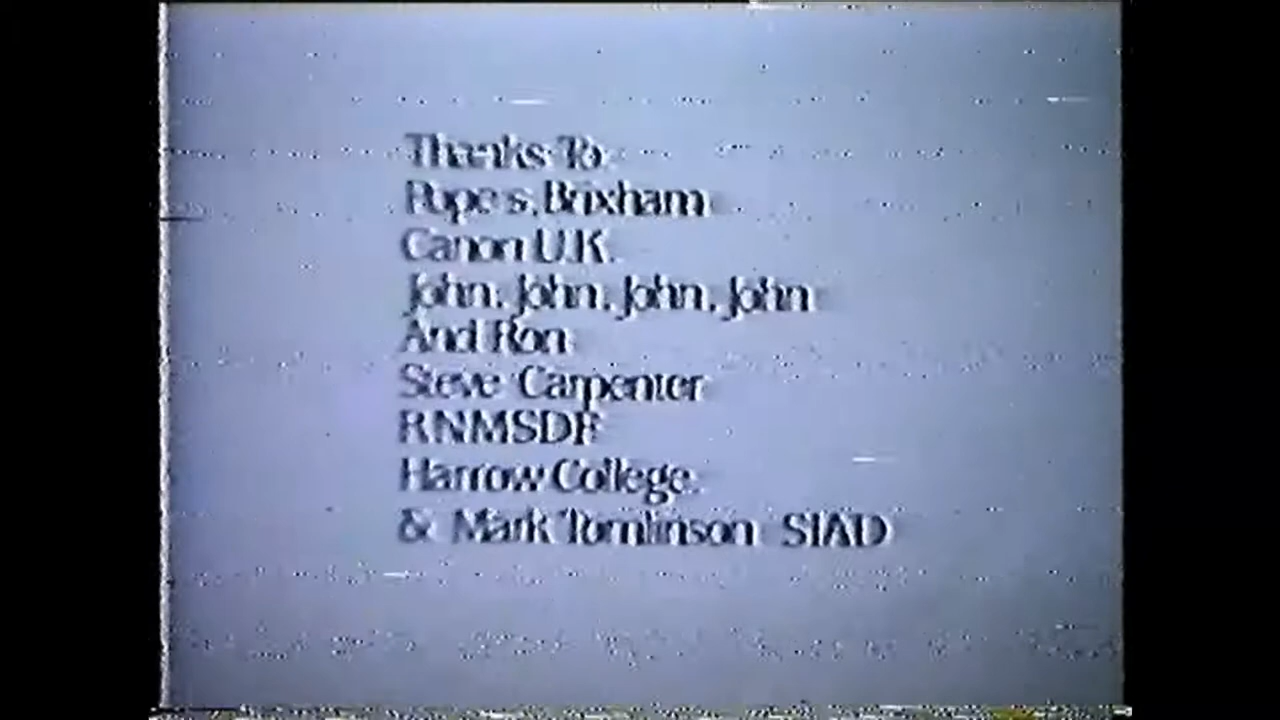 Thanks To:
Pope's, Brixham
Canon U.K.
John, John, John, John
And Ron
Steve Carpenter
RNMSDF
Harrow College.
& Mark Tomlinson SIAD